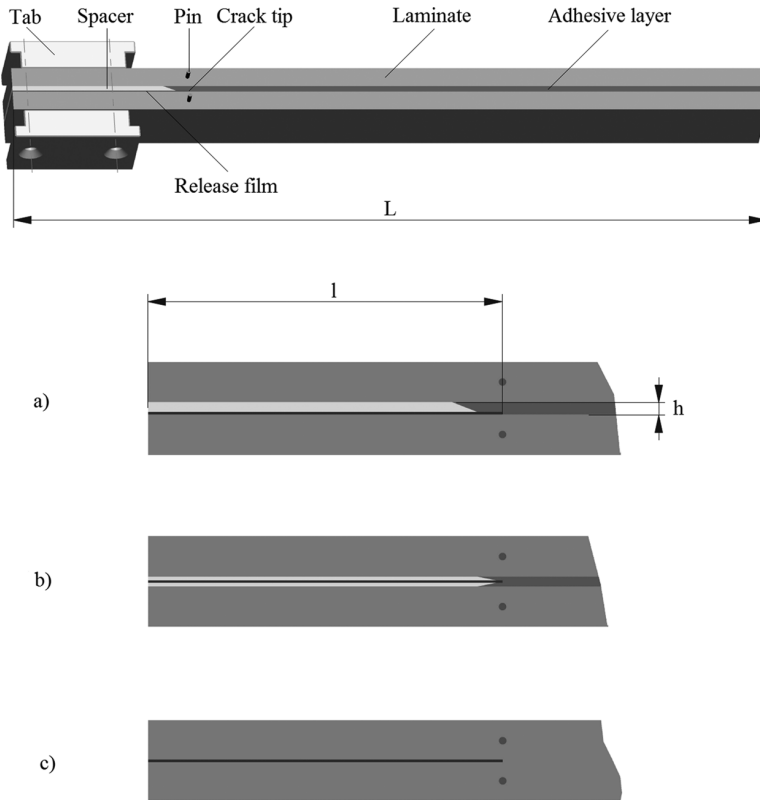 Tab
Spacer
Pin
Crack tip
Laminate
Adhesive layer
Release film
L
l
a)
h
b)
c)